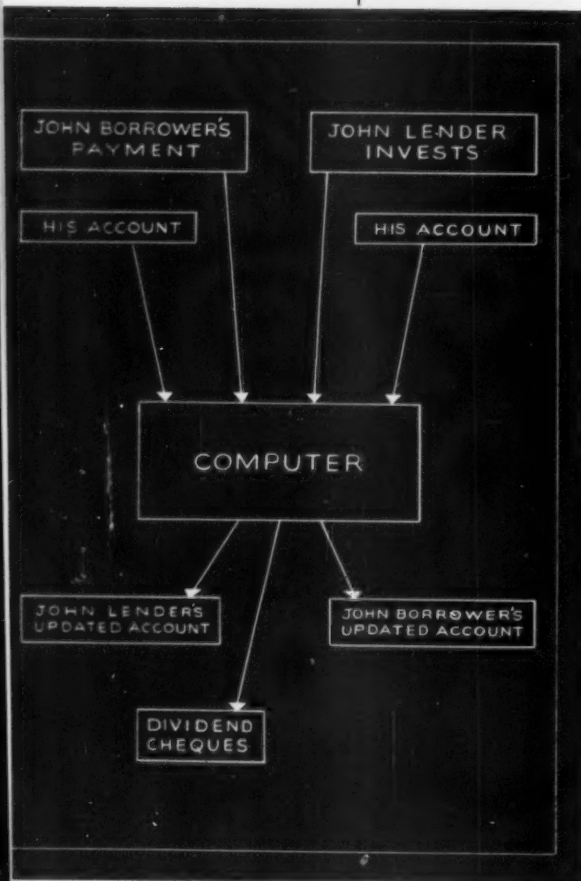 JOHN BORROWER'S
PAYMENT
JOHN LENDER
INVESTS
HIS ACCOUNT
HIS ACCOUNT
COMPUTER
JOHN LENDER'S
UPDATED ACCOUNT
JOHN BORROWER'S
UPDATED ACCOUNT
DIVIDEND
CHEQUES